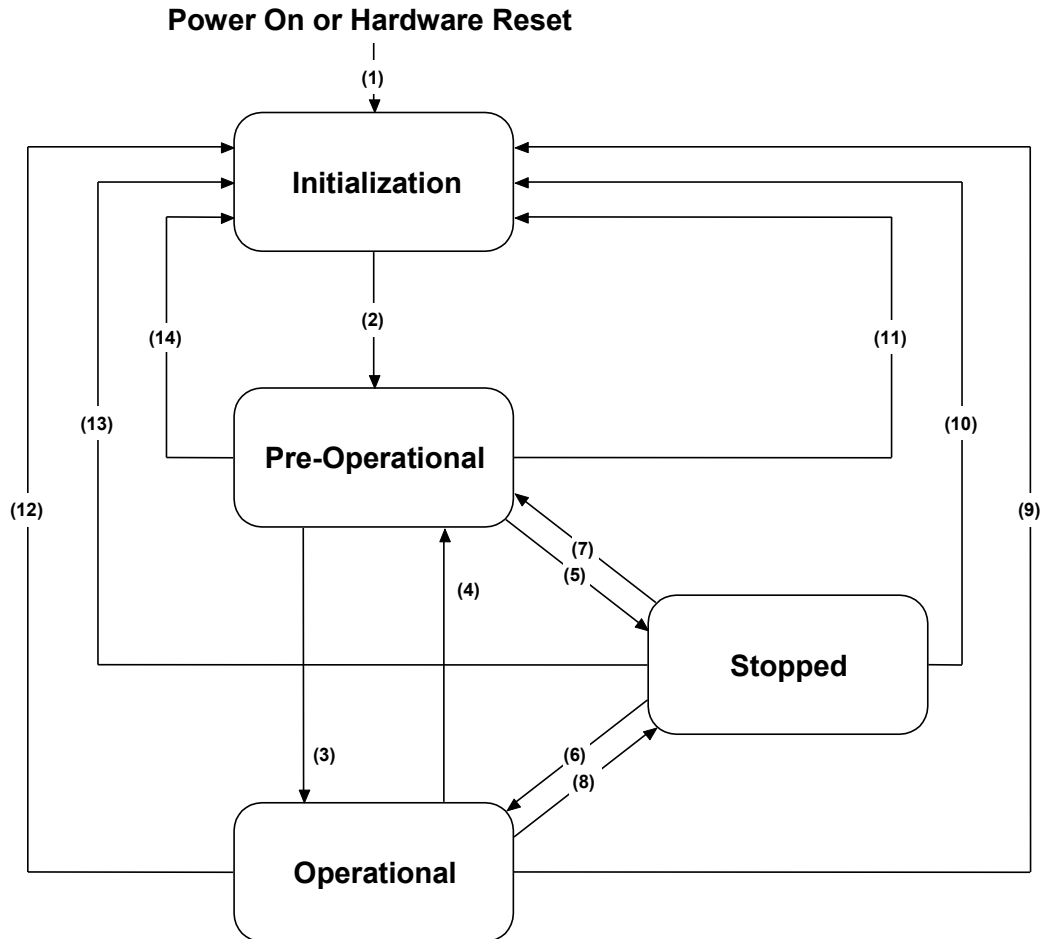 Power On or Hardware Reset
(1)
Initialization
(2)
(14)
(11)
(13)
(10)
Pre-Operational
(12)
(9)
(7)
(5)
(4)
Stopped
(3)
(6)
(8)
Operational